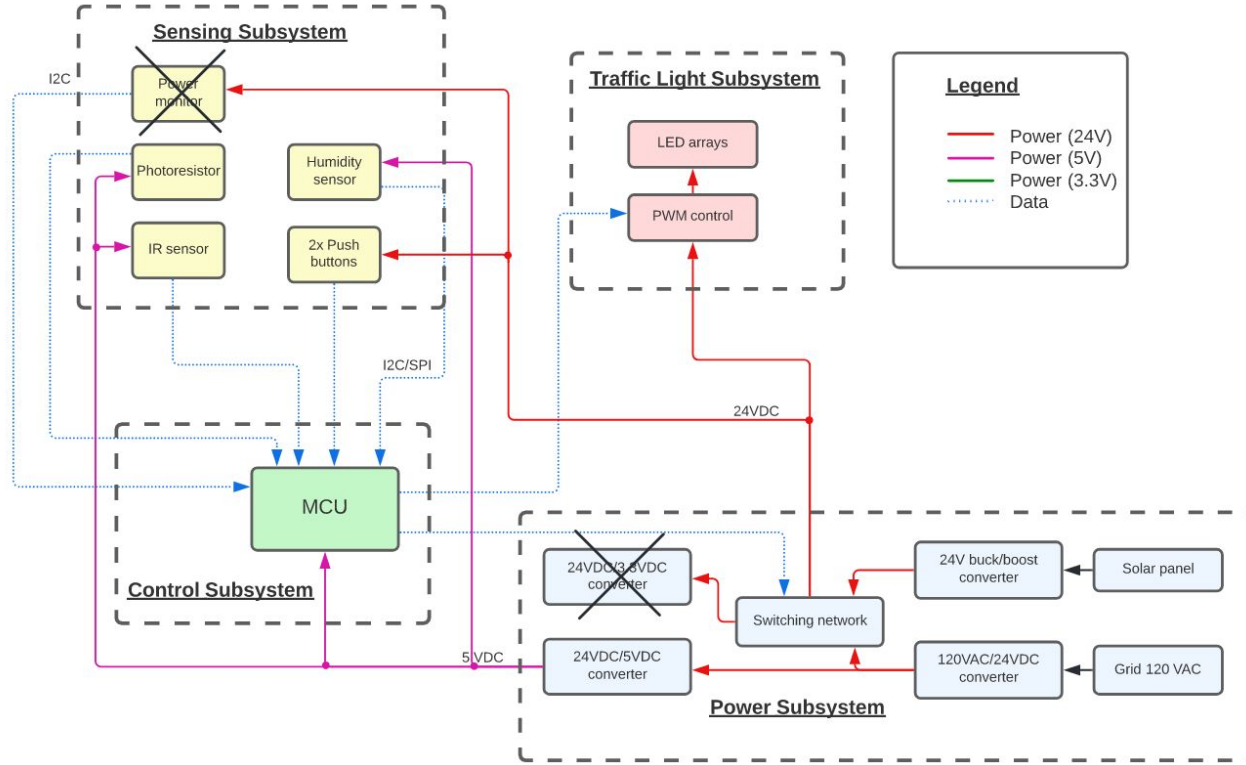 Sensing Subsystem
I2C
Power
monitor
Photoresistor
Humidity
sensor
IR sensor
2x Push
buttons
Traffic Light Subsystem
LED arrays
PWM control
Legend
Power (24V)
Power (5V)
Power (3.3V)
Data
I2C/SPI
24VDC
MCU
Control Subsystem
5 VDC
24VDC/3.3VDC
converter
24V buck/boost
converter
Solar panel
Switching network
24VDC/5VDC
converter
120VAC/24VDC
converter
Grid 120 VAC
Power Subsystem